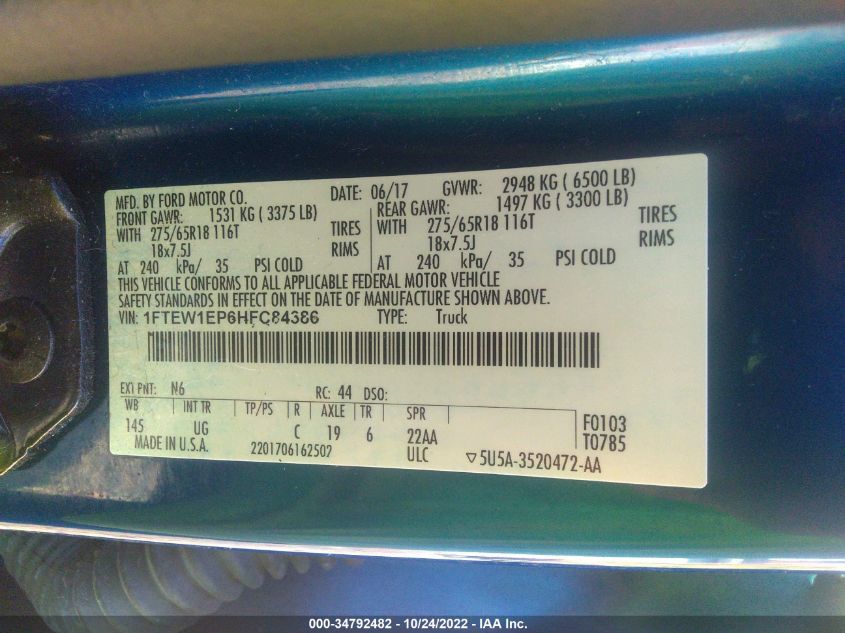 MFD. BY FORD MOTOR CO. DATE: 06/17 GVWR: 2948 KG ( 6500 LB)
FRONT GAWR: 1531 KG ( 3375 LB) REAR GAWR: 1497 KG ( 3300 LB)
WITH 275/65R18 116T TIRES WITH 275/65R18 116T TIRES
18x7.5J RIMS 18x7.5J RIMS
AT 240 kPa/ 35 PSI COLD AT 240 kPa/ 35 PSI COLD
THIS VEHICLE CONFORMS TO ALL APPLICABLE FEDERAL MOTOR VEHICLE
SAFETY STANDARDS IN EFFECT ON THE DATE OF MANUFACTURE SHOWN ABOVE.
VIN: 1FTEW1EP6HFC84386 TYPE: Truck
EXT PNT: N6 RC: 44 DSO:
WB INT TR TP/PS R AXLE TR SPR
145 UG C 19 6 22AA
F0103
T0785
MADE IN U.S.A. 2201706162502 ULC ▽5U5A-3520472-AA
000-34792482 - 10/24/2022 - IAA Inc.